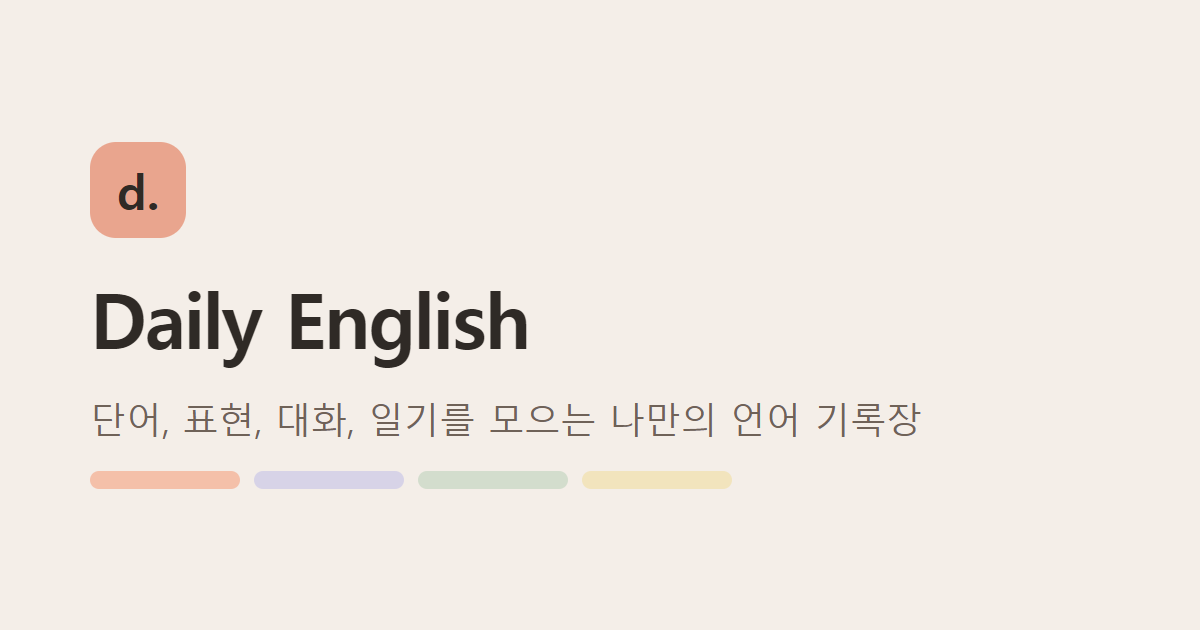 d.
Daily English
단어, 표현, 대화, 일기를 모으는 나만의 언어 기록장